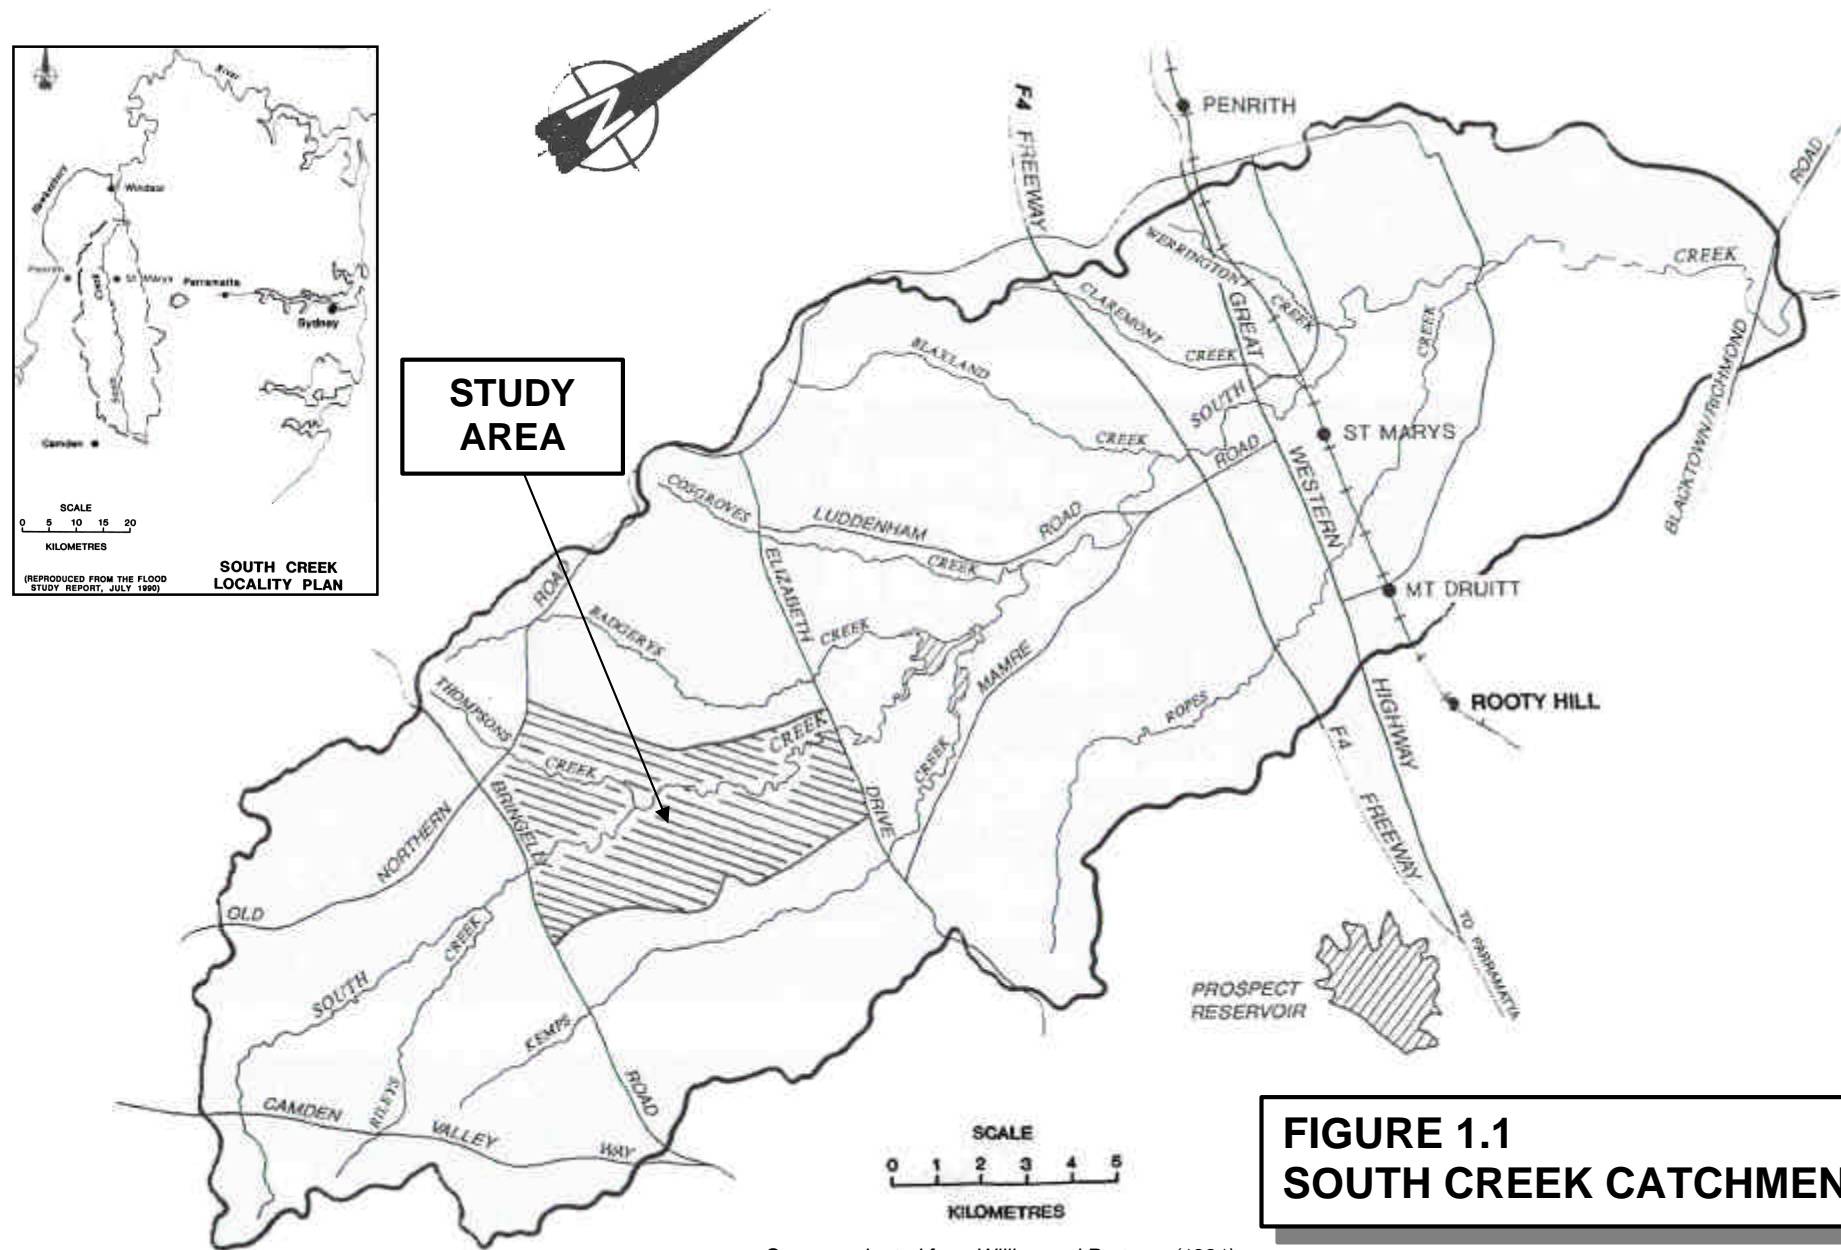 River
Hawkesbury
Windsor
Penrith
St Marys
Parramatta
Creek
Sydney
South
Camden
SCALE
0 5 10 15 20
KILOMETRES
(REPRODUCED FROM THE FLOOD
STUDY REPORT, JULY 1990)
SOUTH CREEK
LOCALITY PLAN
N
STUDY
AREA
F4 FREEWAY
PENRITH
ROAD
WERRINGTON
CREEK
CREEK
CLAREMONT
CREEK
GREAT
WESTERN
HIGHWAY
CREEK
BLACKTOWN/RICHMOND
BLAXLAND
CREEK
SOUTH
ROAD
ST MARYS
COSGROVES
CREEK
LUDDENHAM
ROAD
ELIZABETH
DRIVE
MT DRUITT
ROAD
BADGERYS
CREEK
MAMRE
ROPES
ROOTY HILL
THOMPSONS
CREEK
CREEK
CREEK
F4
FREEWAY
BRINGELLY
ROAD
NORTHERN
OLD
CREEK
SOUTH
KEMPS
RILEYS
CAMDEN
VALLEY
WAY
TO PARRAMATTA
PROSPECT
RESERVOIR
SCALE
0 1 2 3 4 5
KILOMETRES
FIGURE 1.1
SOUTH CREEK CATCHMEN